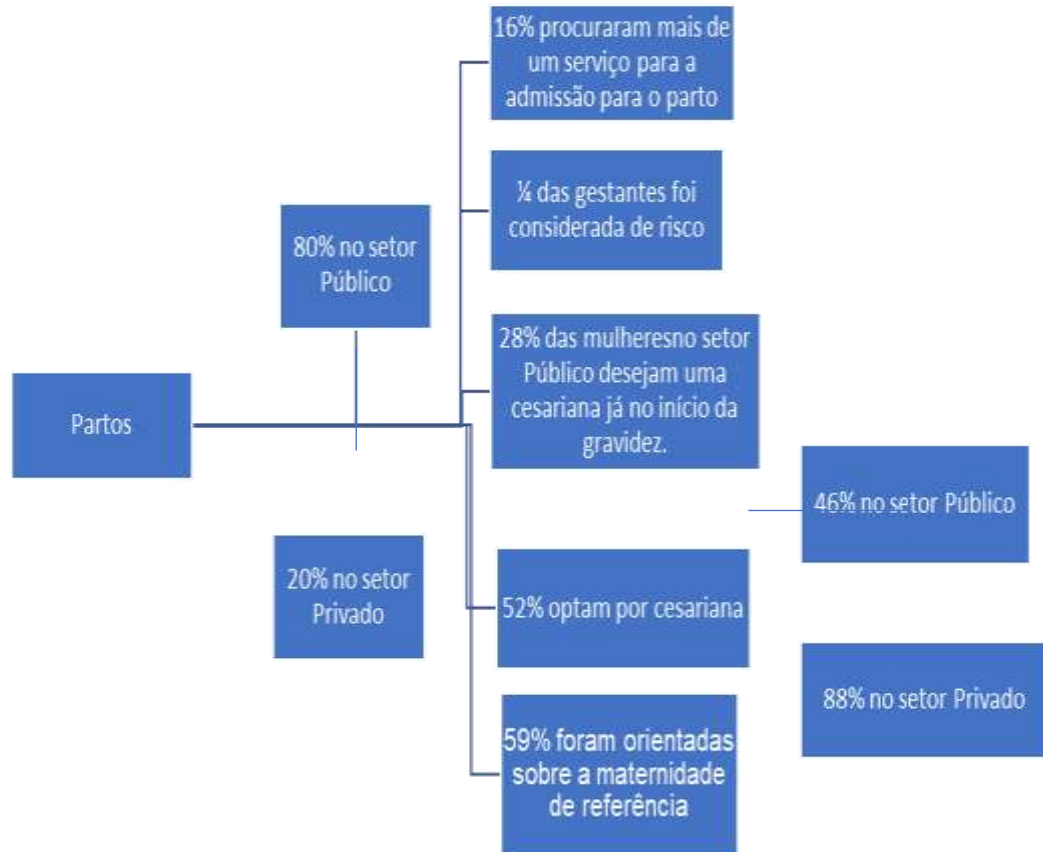 Partos
80% no setor
Público
20% no setor
Privado
16% procuraram mais de
um serviço para a
admissão para o parto
¼ das gestantes foi
considerada de risco
28% das mulheresno setor
Público desejam uma
cesariana já no início da
gravidez.
52% optam por cesariana
59% foram orientadas
sobre a maternidade
de referência
46% no setor Público
88% no setor Privado